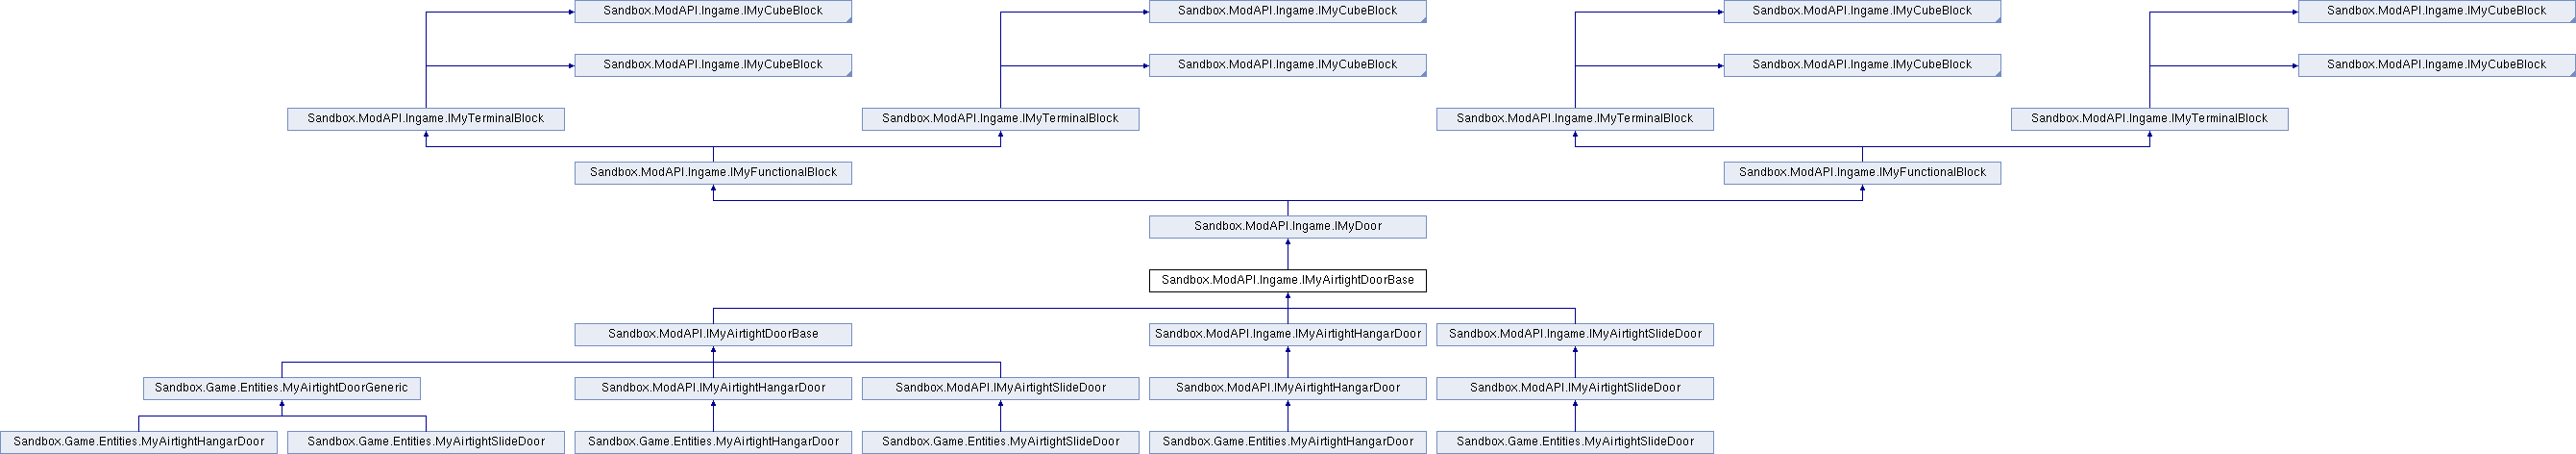 Sandbox.ModAPI.Ingame.IMyCubeBlock
Sandbox.ModAPI.Ingame.IMyCubeBlock
Sandbox.ModAPI.Ingame.IMyCubeBlock
Sandbox.ModAPI.Ingame.IMyCubeBlock
Sandbox.ModAPI.Ingame.IMyCubeBlock
Sandbox.ModAPI.Ingame.IMyCubeBlock
Sandbox.ModAPI.Ingame.IMyCubeBlock
Sandbox.ModAPI.Ingame.IMyCubeBlock
Sandbox.ModAPI.Ingame.IMyTerminalBlock
Sandbox.ModAPI.Ingame.IMyTerminalBlock
Sandbox.ModAPI.Ingame.IMyTerminalBlock
Sandbox.ModAPI.Ingame.IMyTerminalBlock
Sandbox.ModAPI.Ingame.IMyFunctionalBlock
Sandbox.ModAPI.Ingame.IMyFunctionalBlock
Sandbox.ModAPI.Ingame.IMyDoor
Sandbox.ModAPI.Ingame.IMyAirtightDoorBase
Sandbox.ModAPI.IMyAirtightDoorBase
Sandbox.ModAPI.Ingame.IMyAirtightHangarDoor
Sandbox.ModAPI.Ingame.IMyAirtightSlideDoor
Sandbox.Game.Entities.MyAirtightDoorGeneric
Sandbox.ModAPI.IMyAirtightHangarDoor
Sandbox.ModAPI.IMyAirtightSlideDoor
Sandbox.ModAPI.IMyAirtightHangarDoor
Sandbox.ModAPI.IMyAirtightSlideDoor
Sandbox.Game.Entities.MyAirtightHangarDoor
Sandbox.Game.Entities.MyAirtightSlideDoor
Sandbox.Game.Entities.MyAirtightHangarDoor
Sandbox.Game.Entities.MyAirtightSlideDoor
Sandbox.Game.Entities.MyAirtightHangarDoor
Sandbox.Game.Entities.MyAirtightSlideDoor